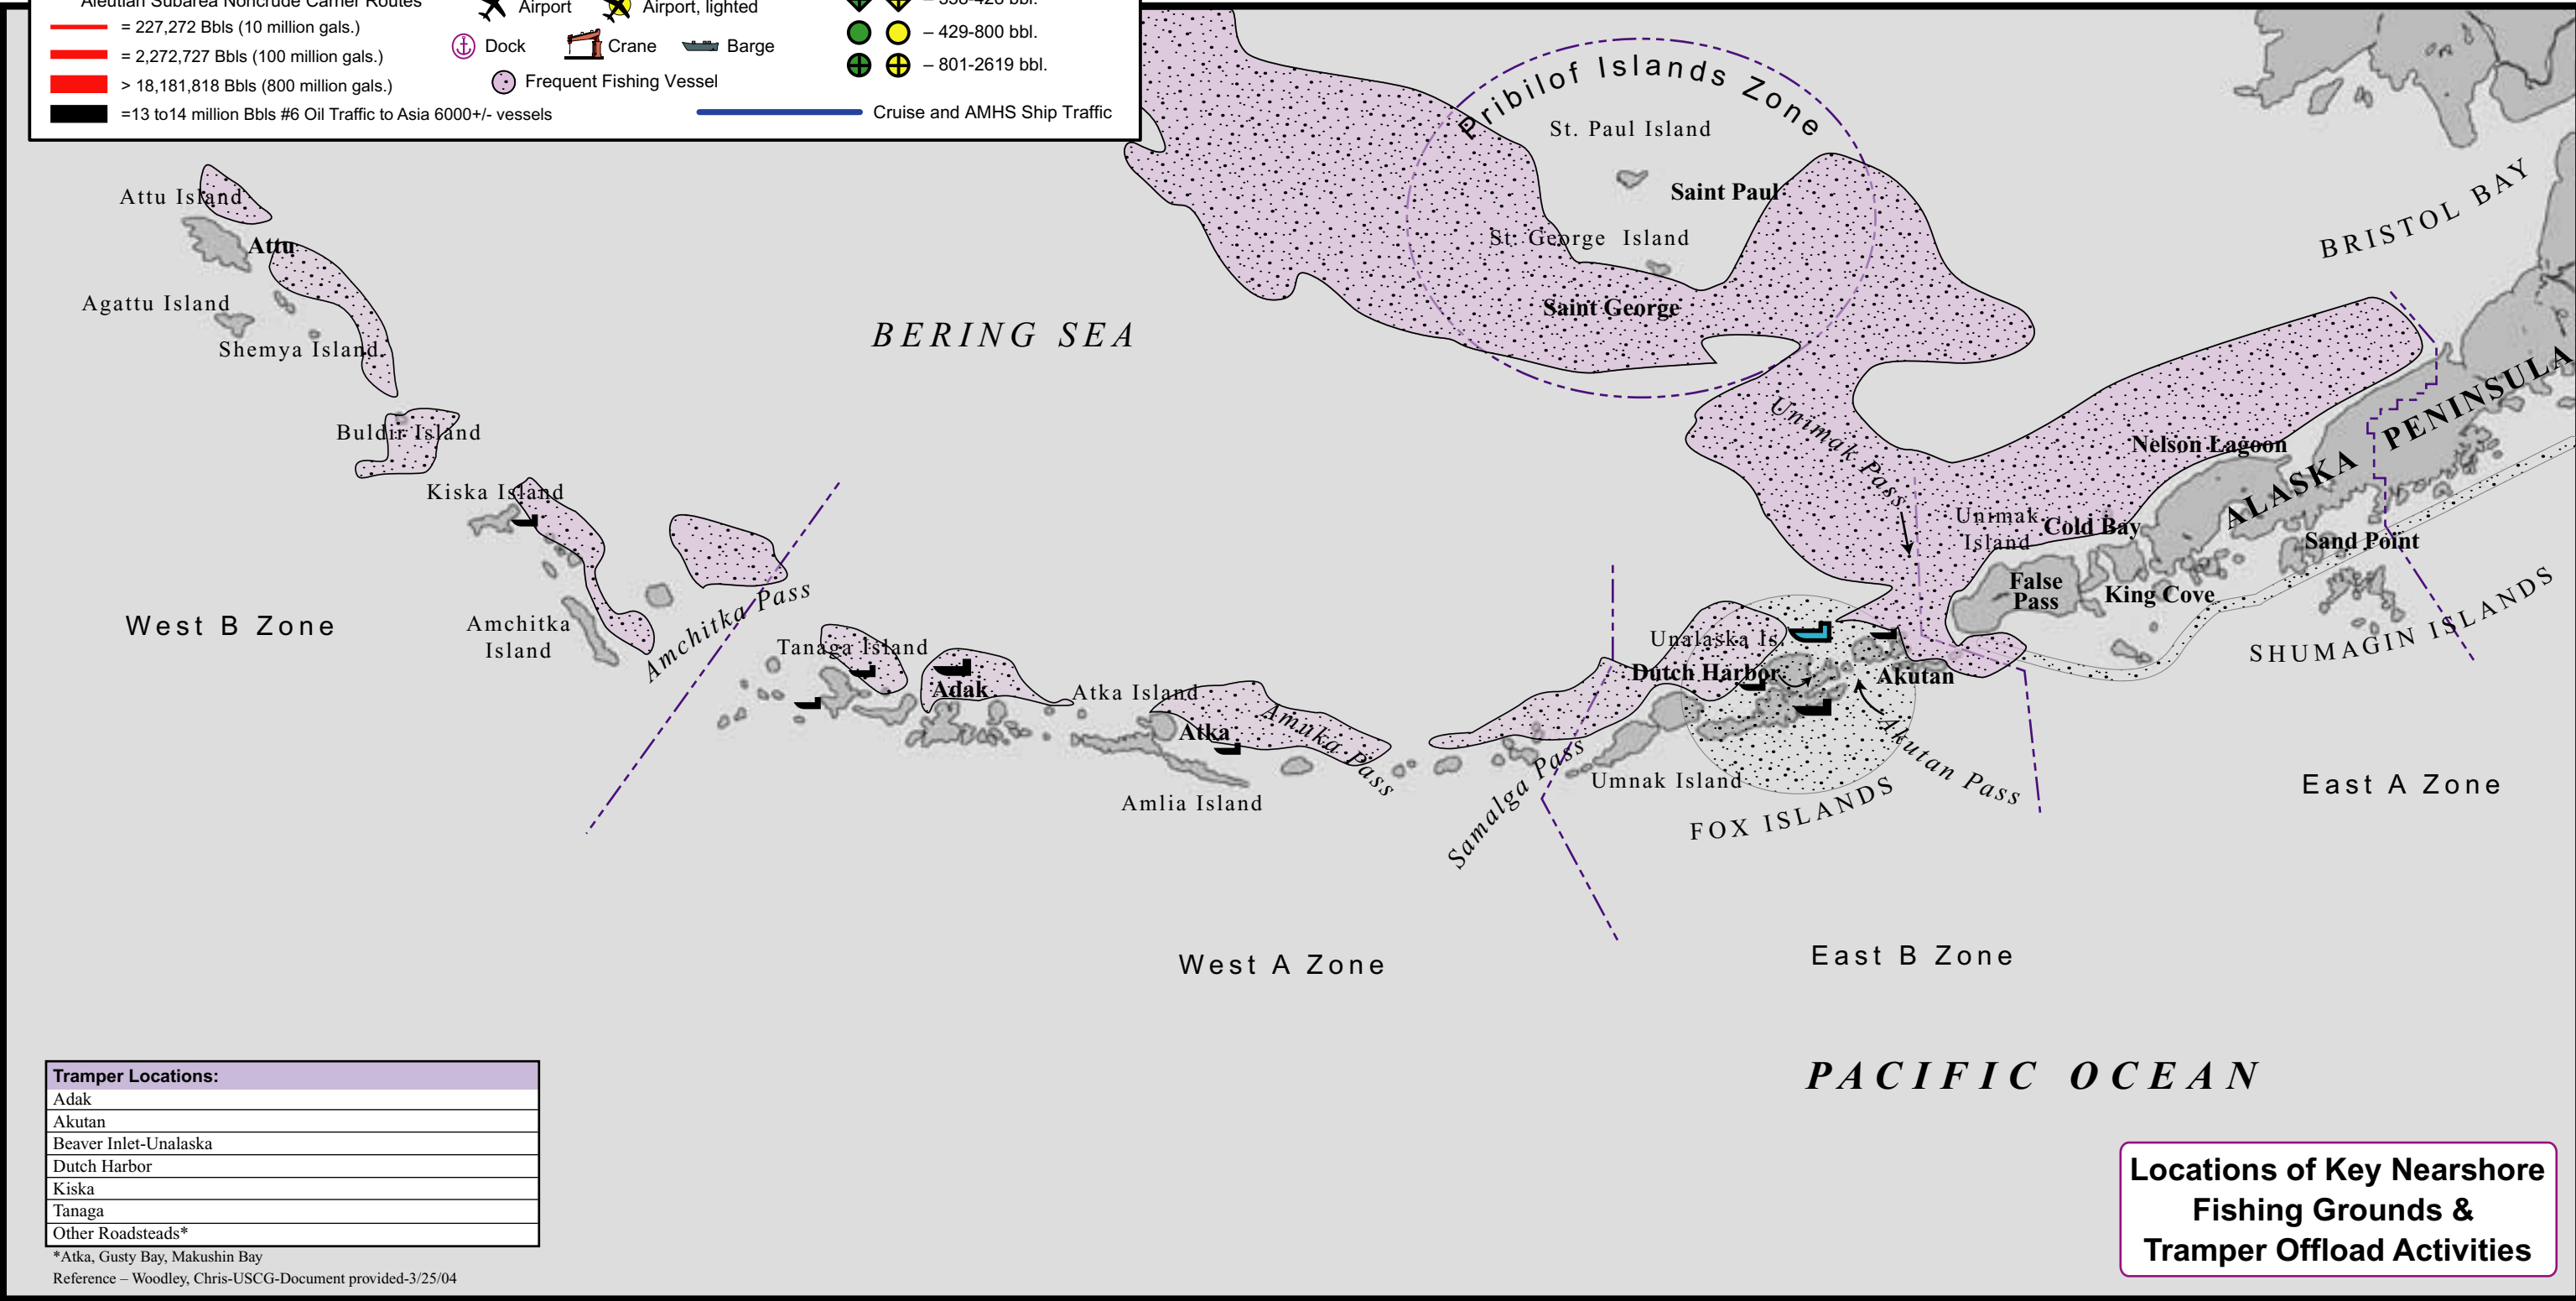 Aleutian Subarea Noncrude Carrier Routes
= 227,272 Bbls (10 million gals.)
= 2,272,727 Bbls (100 million gals.)
> 18,181,818 Bbls (800 million gals.)
=13 to14 million Bbls #6 Oil Traffic to Asia 6000+/- vessels
Airport
Airport, lighted
Dock
Crane
Barge
Frequent Fishing Vessel
– 429-800 bbl.
– 801-2619 bbl.
Cruise and AMHS Ship Traffic
Pribilof Islands Zone
St. Paul Island
Saint Paul
St. George Island
Saint George
BRISTOL BAY
Attu Island
Attu
Agattu Island
Shemya Island
BERING SEA
Buldir Island
Kiska Island
Unimak Pass
Nelson Lagoon
ALASKA PENINSULA
Unimak
Island
Cold Bay
Sand Point
False
Pass
King Cove
SHUMAGIN ISLANDS
West B Zone
Amchitka
Island
Amchitka Pass
Tanaga Island
Adak
Atka Island
Atka
Amuka Pass
Amlia Island
Samalga Pass
Unalaska Is.
Dutch Harbor
Akutan
Akutan Pass
Umnak Island
FOX ISLANDS
East A Zone
West A Zone
East B Zone
PACIFIC OCEAN
Tramper Locations:
Adak
Akutan
Beaver Inlet-Unalaska
Dutch Harbor
Kiska
Tanaga
Other Roadsteads*
*Atka, Gusty Bay, Makushin Bay
Reference – Woodley, Chris-USCG-Document provided-3/25/04
Locations of Key Nearshore
Fishing Grounds &
Tramper Offload Activities